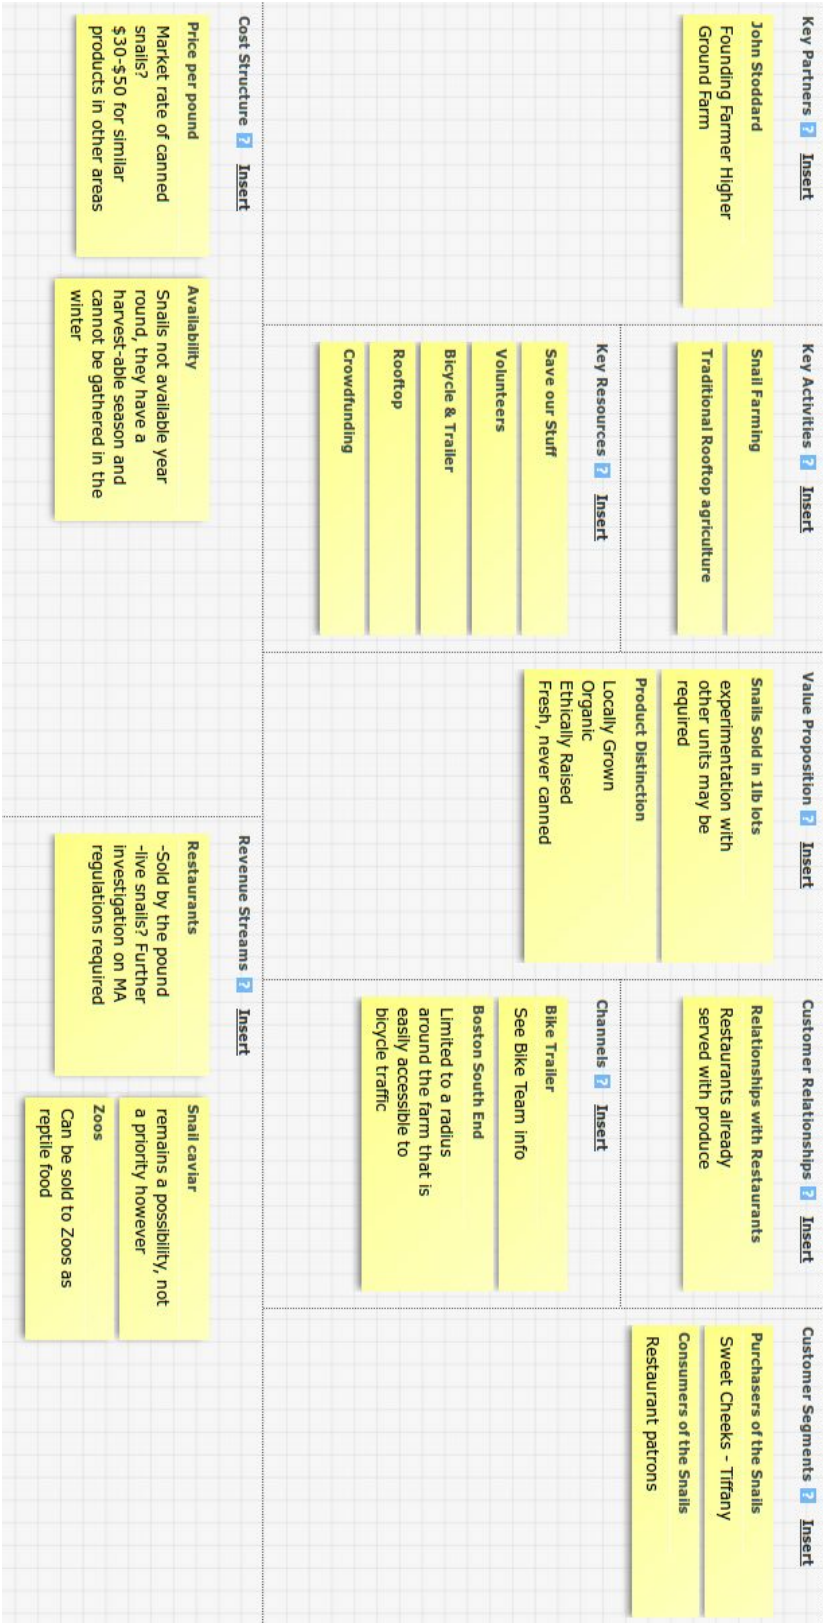 Key Partners ? Insert
John Stoddard
Founding Farmer Higher
Ground Farm
Key Activities ? Insert
Snail Farming
Traditional Rooftop agriculture
Key Resources ? Insert
Save our Stuff
Volunteers
Bicycle & Trailer
Rooftop
Crowdfunding
Value Proposition ? Insert
Snails Sold in 1lb lots
experimentation with
other units may be
required
Product Distinction
Locally Grown
Organic
Ethically Raised
Fresh, never canned
Customer Relationships ? Insert
Relationships with Restaurants
Restaurants already
served with produce
Channels ? Insert
Bike Trailer
See Bike Team info
Boston South End
Limited to a radius
around the farm that is
easily accessible to
bicycle traffic
Customer Segments ? Insert
Purchasers of the Snails
Sweet Cheeks - Tiffany
Consumers of the Snails
Restaurant patrons
Cost Structure ? Insert
Price per pound
Market rate of canned
snails?
$30-$50 for similar
products in other areas
Availability
Snails not available year
round, they have a
harvest-able season and
cannot be gathered in the
winter
Revenue Streams ? Insert
Restaurants
-Sold by the pound
-live snails? Further
investigation on MA
regulations required
Snail caviar
remains a possibility, not
a priority however
Zoos
Can be sold to Zoos as
reptile food